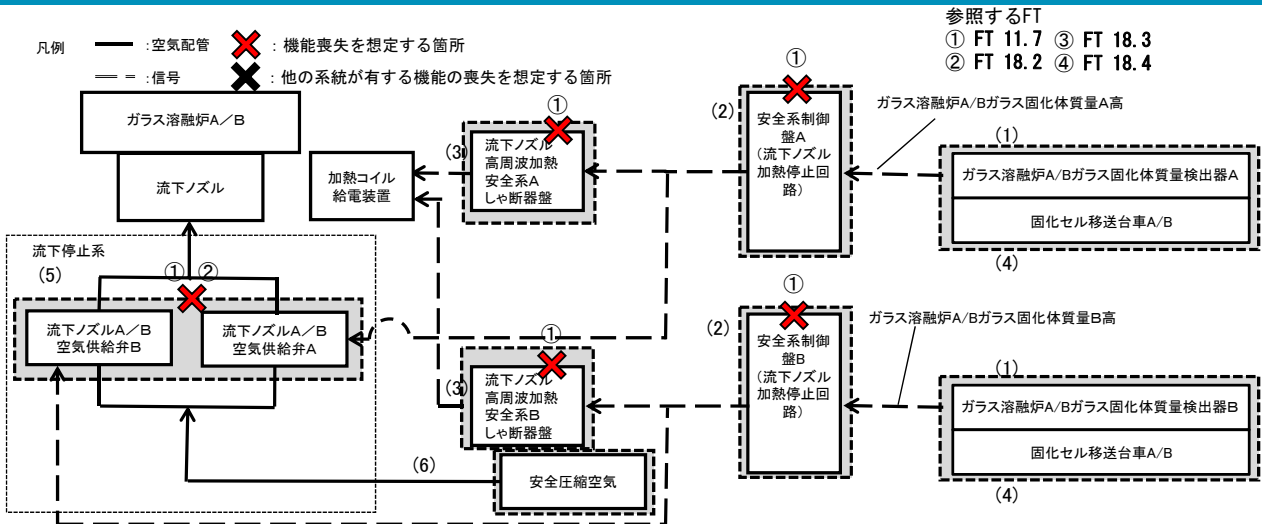 参照するFT
① FT 11.7 ③ FT 18.3
② FT 18.2 ④ FT 18.4
凡例
:空気配管
: 機能喪失を想定する箇所
:信号
: 他の系統が有する機能の喪失を想定する箇所
ガラス溶融炉A/B
流下ノズル
加熱コイル
給電装置
(3)
①
流下ノズル
高周波加熱
安全系A
しゃ断器盤
(2)
①
安全系制御
盤A
(流下ノズル
加熱停止回
路)
ガラス溶融炉A/Bガラス固化体質量A高
(1)
ガラス溶融炉A/Bガラス固化体質量検出器A
固化セル移送台車A/B
(4)
流下停止系
(5)
① ②
流下ノズルA/B
空気供給弁B
流下ノズルA/B
空気供給弁A
(3)
①
流下ノズル
高周波加熱
安全系B
しゃ断器盤
(2)
①
安全系制御
盤B
(流下ノズル
加熱停止回
路)
ガラス溶融炉A/Bガラス固化体質量B高
(1)
ガラス溶融炉A/Bガラス固化体質量検出器B
固化セル移送台車A/B
(4)
(6)
安全圧縮空気